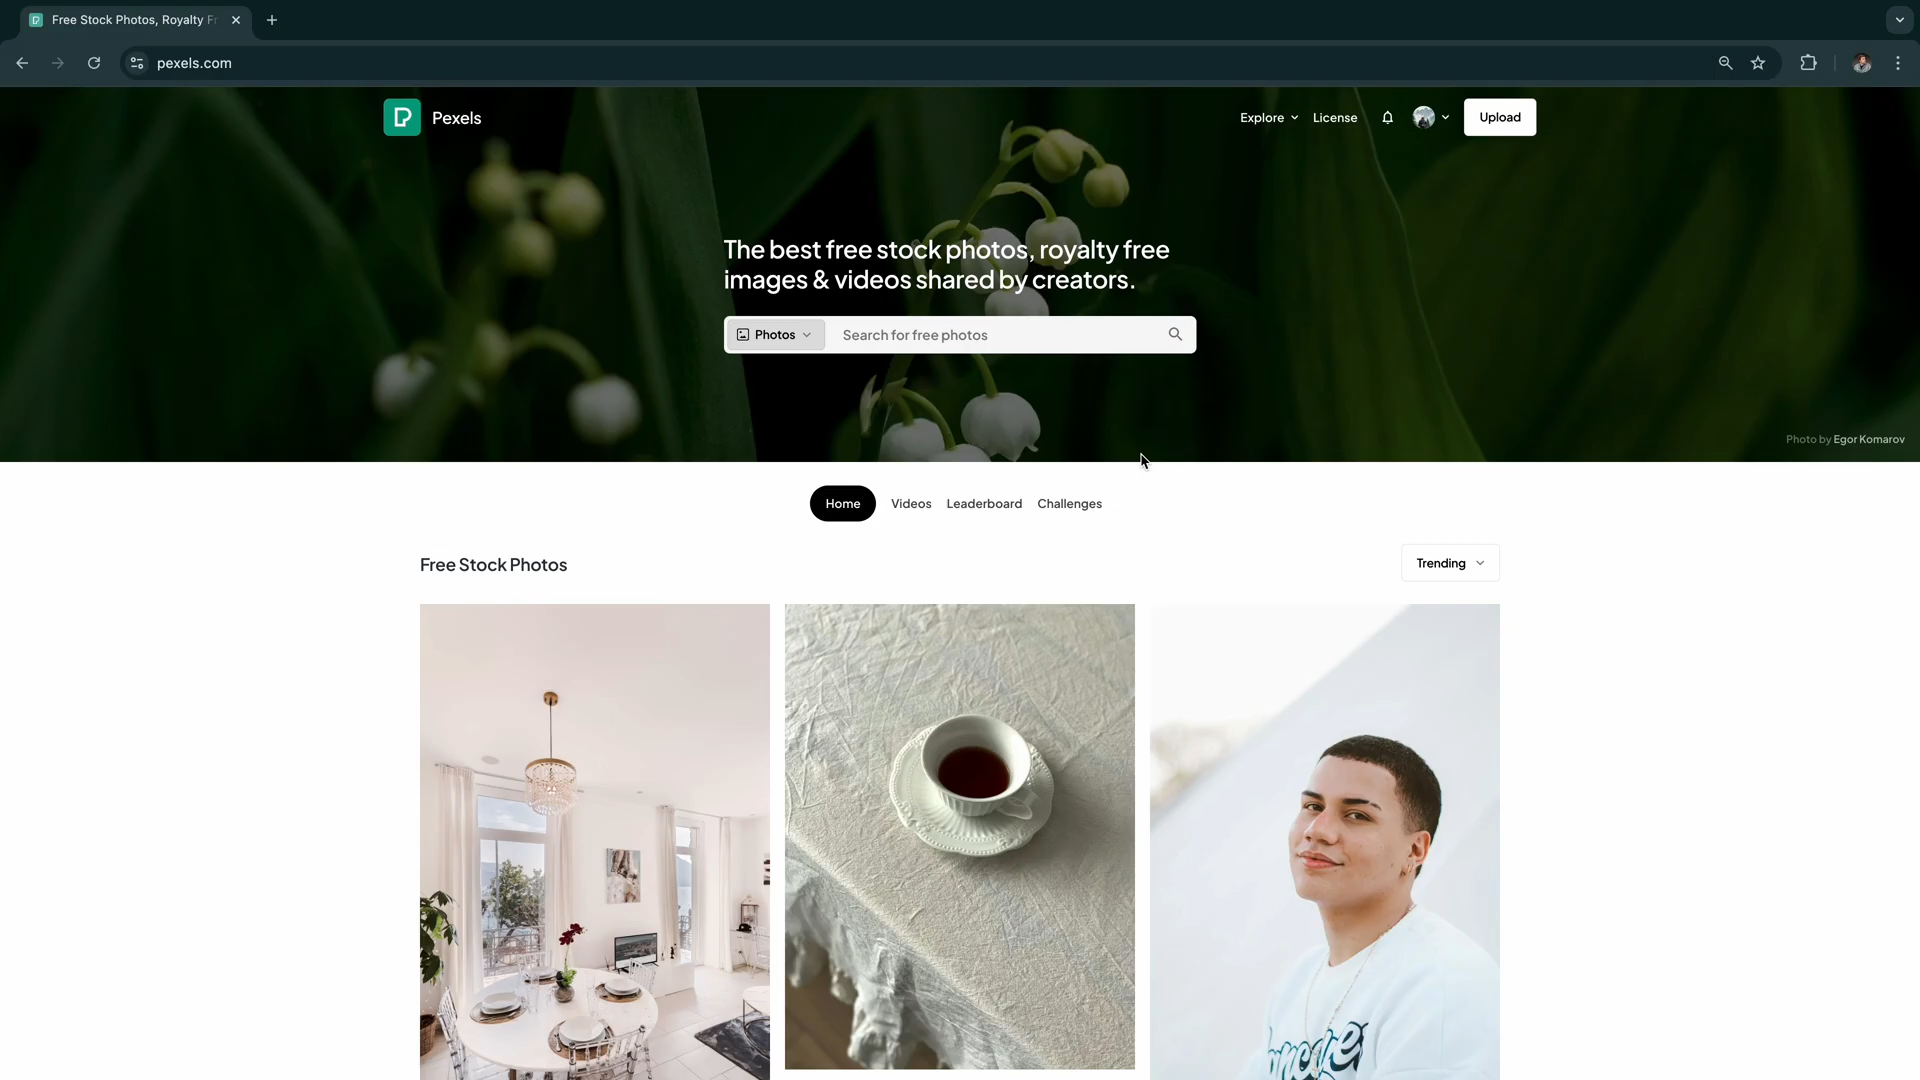 Free Stock Photos, Royalty Fr
pexels.com
Pexels
Explore
License
Upload
The best free stock photos, royalty free
images & videos shared by creators.
Photos
Search for free photos
Photo by Egor Komarov
Home
Videos
Leaderboard
Challenges
Free Stock Photos
Trending